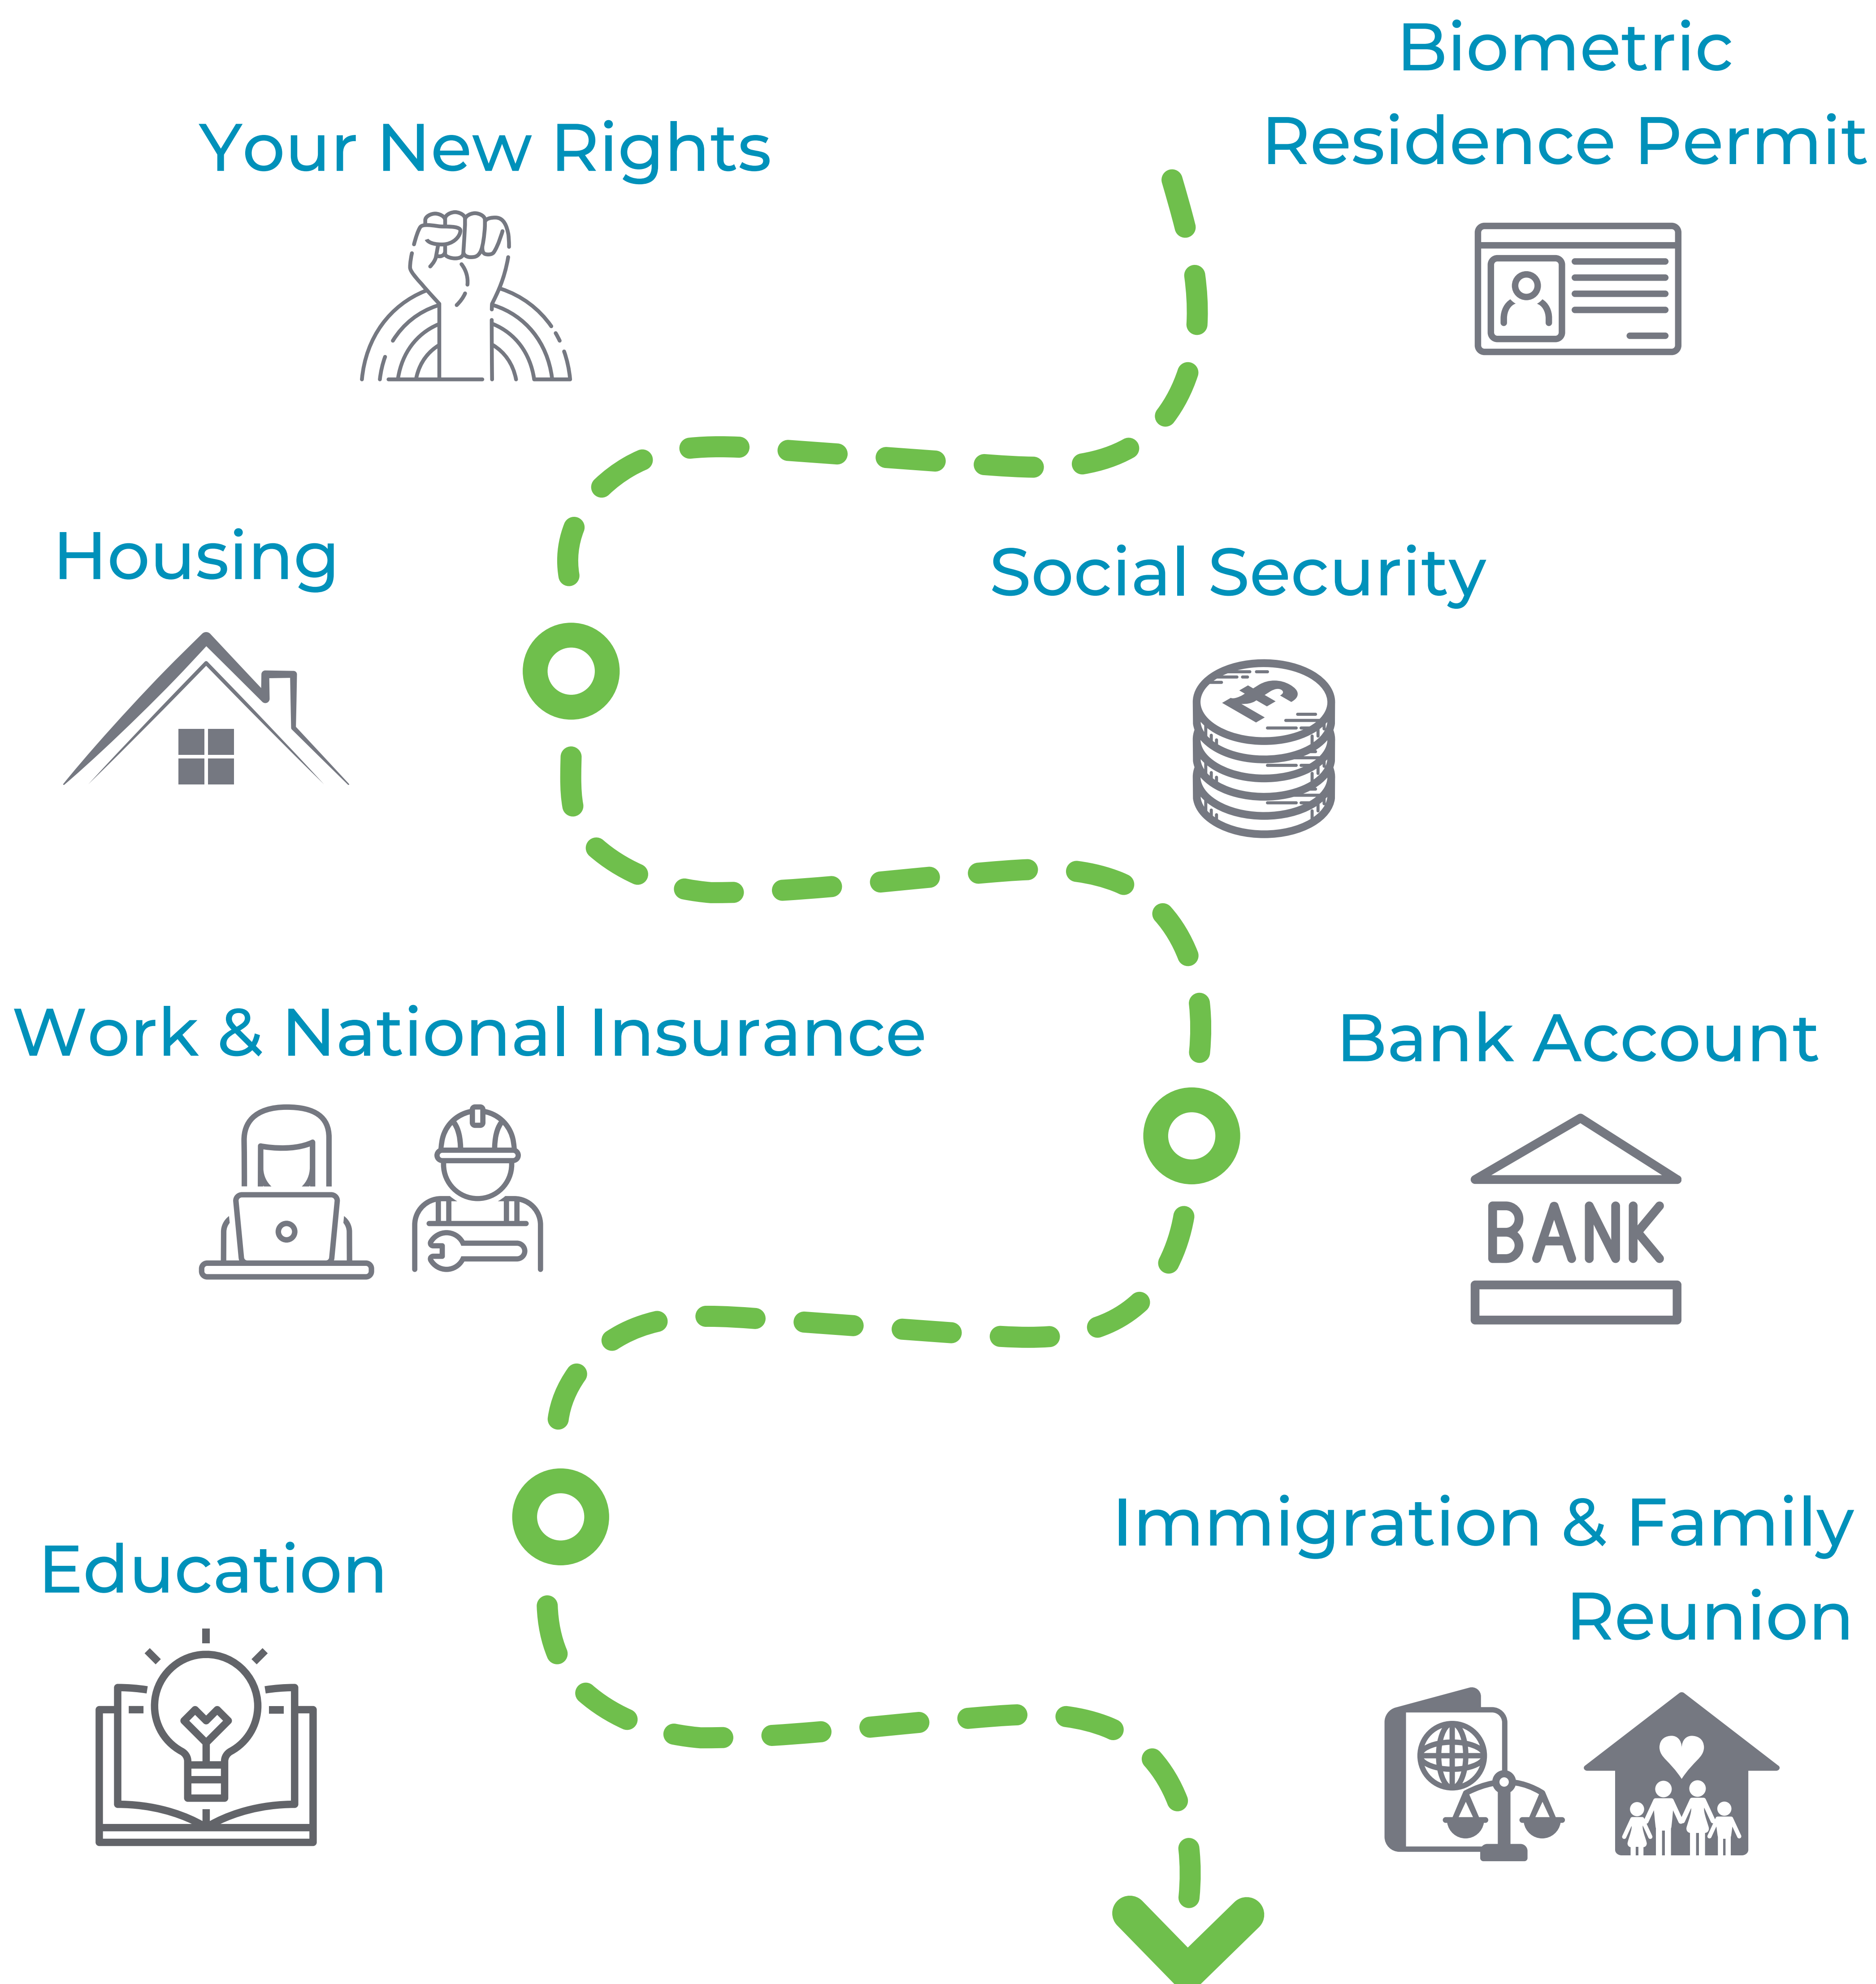 Your New Rights
Biometric
Residence Permit
Housing
Social Security
£
Work & National Insurance
Bank Account
BANK
Education
Immigration & Family
Reunion